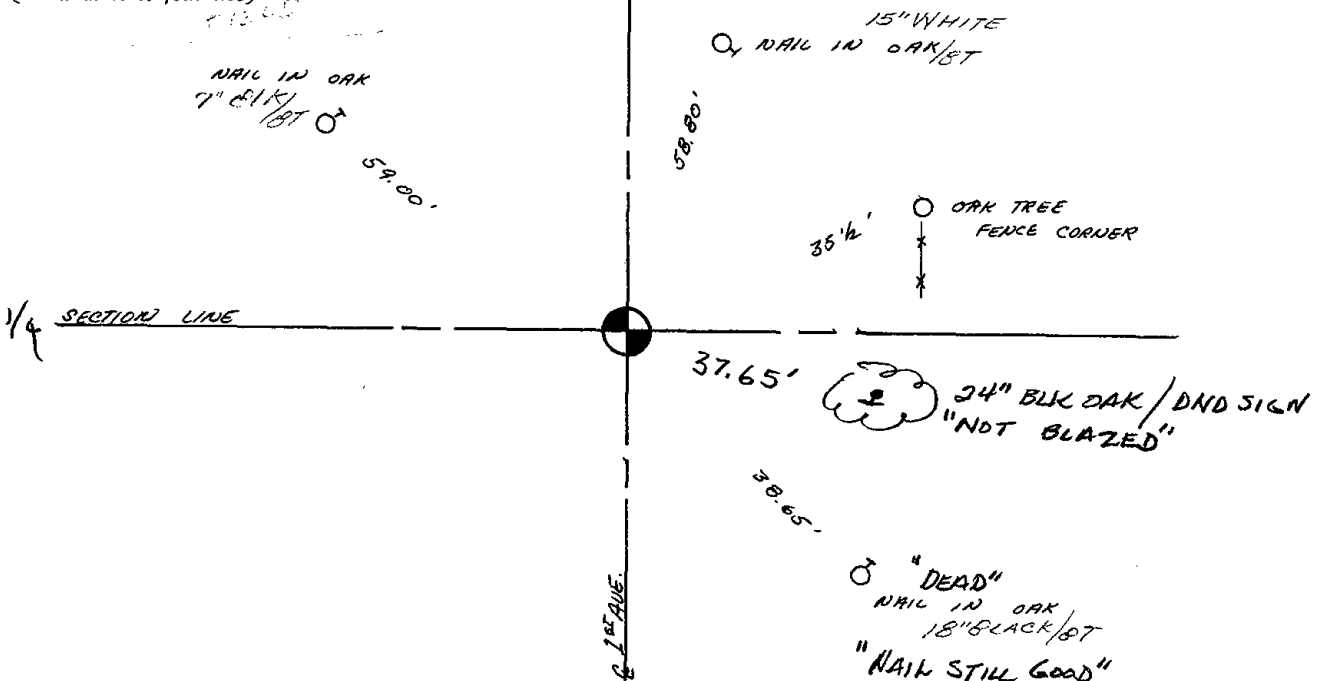 15" WHITE
NAIL IN OAK/BT
NAIL IN OAK
7" BLK/BT
59.00'
58.80'
35 1/2'
OAK TREE
FENCE CORNER
1/4 SECTION LINE
37.65'
24" BLK OAK / DND SIGN
"NOT BLAZED"
38.65'
"DEAD"
NAIL IN OAK
18" BLACK/BT
"NAIL STILL GOOD"
℄ 1ST AVE.